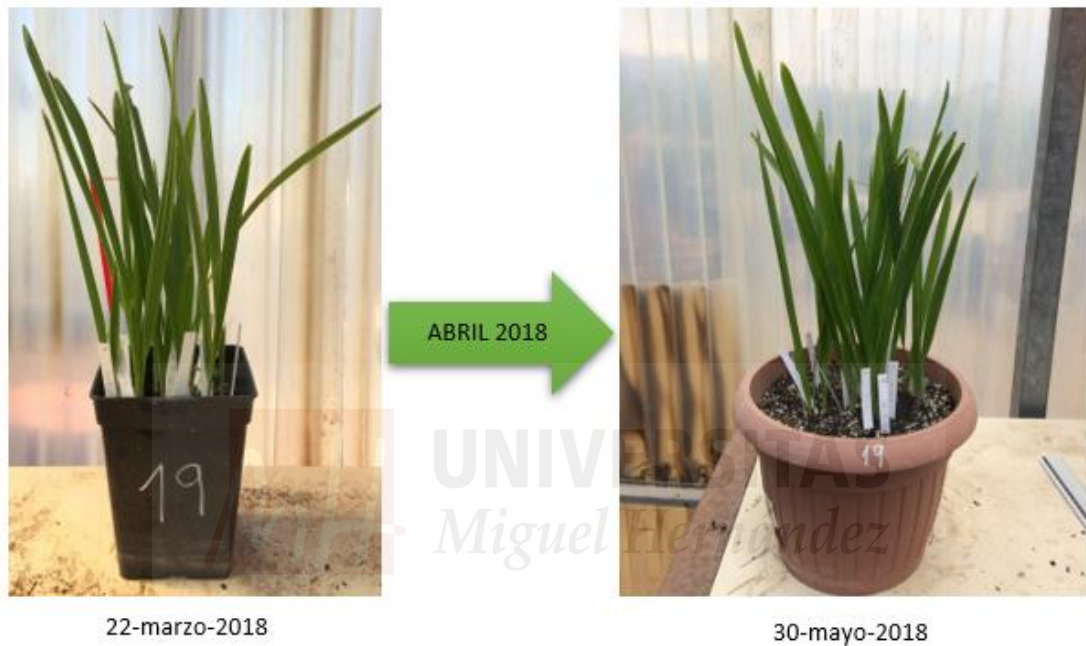 ABRIL 2018
19
19
UNIVERSITAS
Miguel Hernández
22-marzo-2018
30-mayo-2018